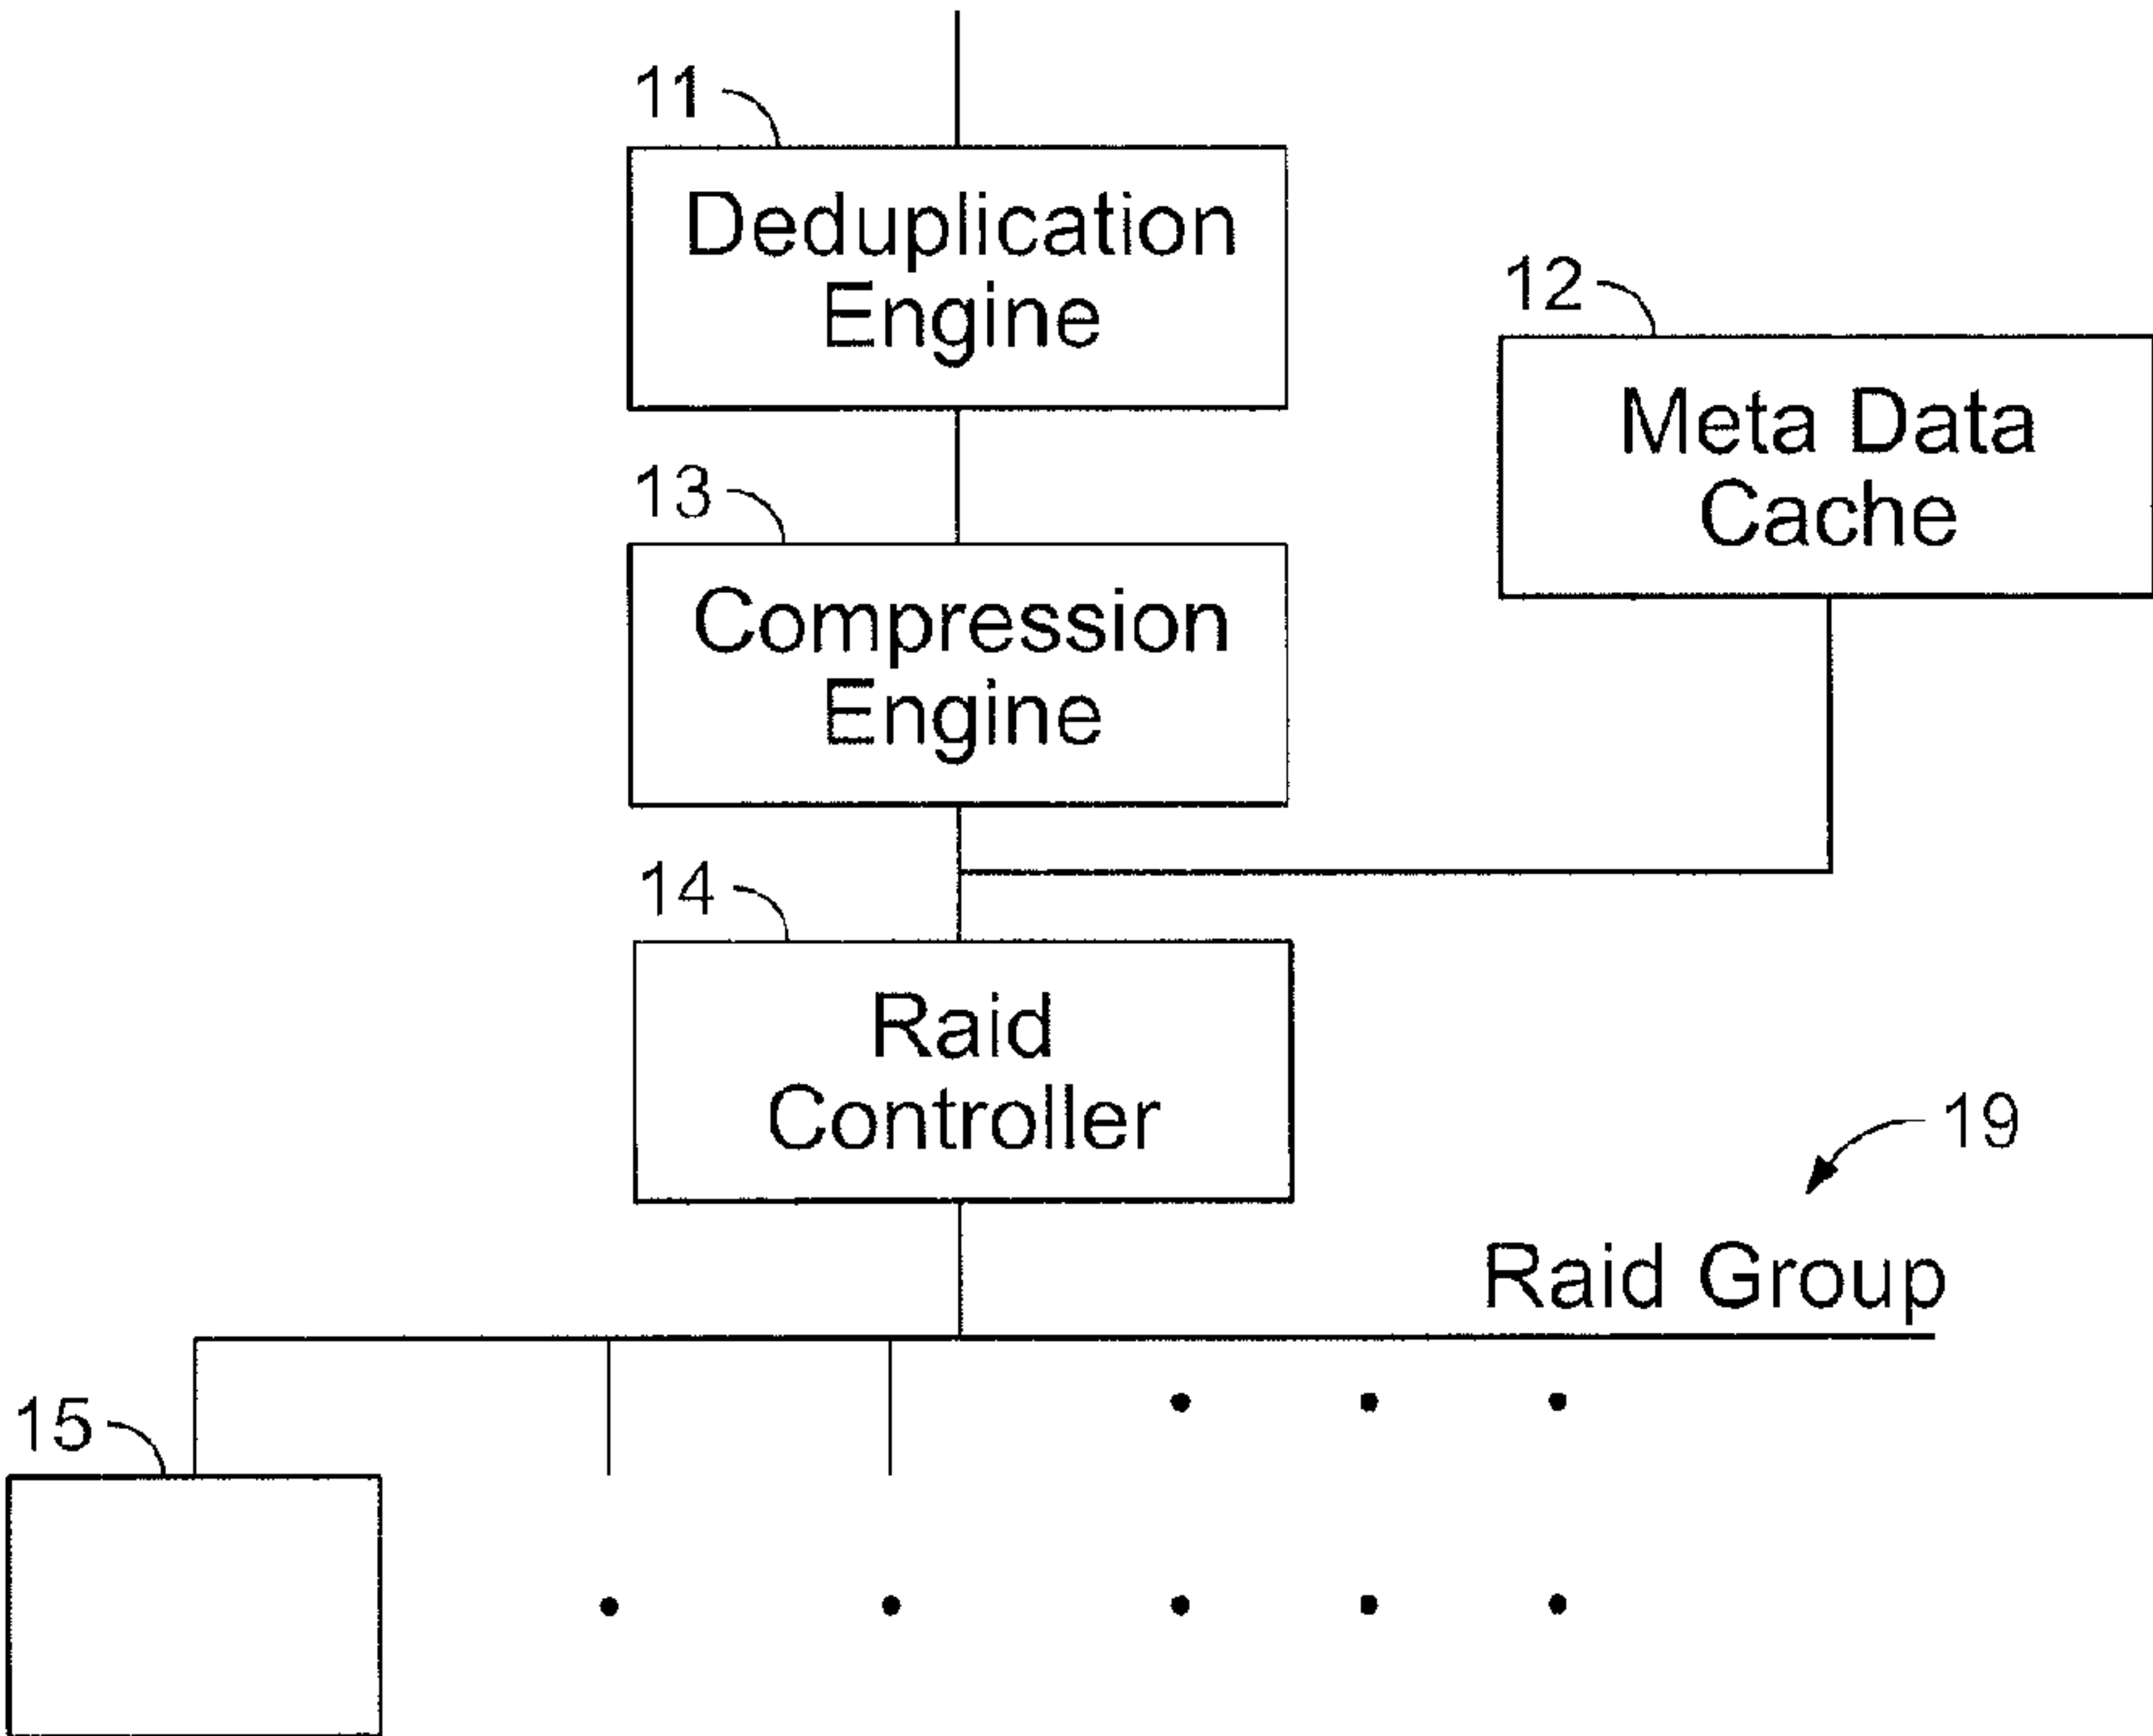 11
Deduplication
Engine
12
Meta Data
Cache
13
Compression
Engine
14
Raid
Controller
19
Raid Group
15